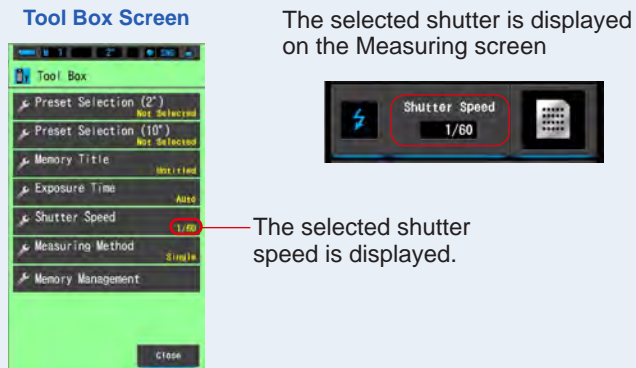 Tool Box Screen
Tool Box
Preset Selection (2°)
Not Selected
Preset Selection (10°)
Not Selected
Memory Title
Untitled
Exposure Time
Auto
Shutter Speed
1/60
Measuring Method
Single
Memory Management
Close
The selected shutter is displayed
on the Measuring screen
Shutter Speed
1/60
The selected shutter
speed is displayed.